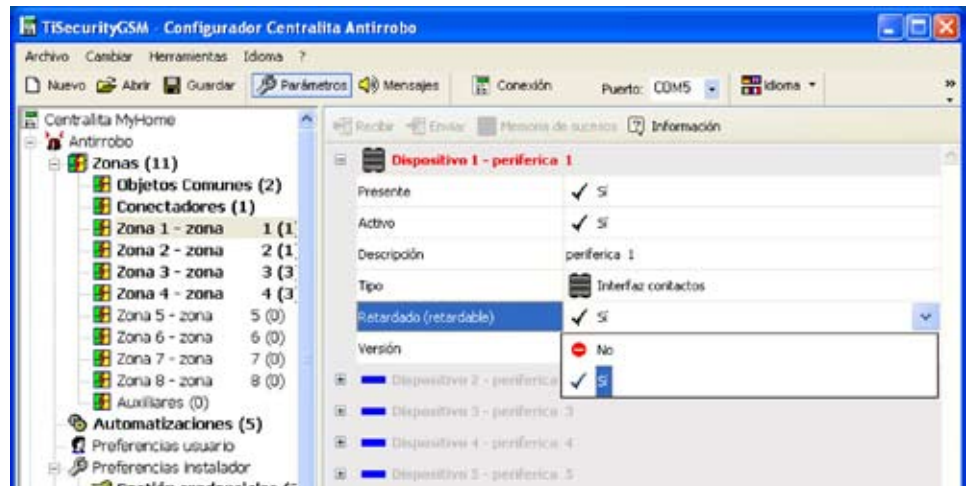 TiSecurityGSM - Configurador Centralita Antirrobo
Archivo Cambiar Herramientas Idoma ?
Nuevo Abrir Guardar Parámetros Mensajes Conexión Puerto: COM5 Idioma
Centralita MyHome
Antirrobo
Zonas (11)
Objetos Comunes (2)
Conectadores (1)
Zona 1 - zona 1 (1
Zona 2 - zona 2 (1
Zona 3 - zona 3 (3
Zona 4 - zona 4 (3
Zona 5 - zona 5 (0)
Zona 6 - zona 6 (0)
Zona 7 - zona 7 (0)
Zona 8 - zona 8 (0)
Auxiliares (0)
Automatizaciones (5)
Preferencias usuario
Preferencias instalador
Recibir Enviar Memoria de sucesos Información
Dispositivo 1 - periferica 1
Presente Sí
Activo Sí
Descripción periferica 1
Tipo Interfaz contactos
Retardado (retardable) Sí
Versión
No
Sí
Dispositivo 2 - periferica
Dispositivo 3 - periferica 3
Dispositivo 4 - periferica 4
Dispositivo 5 - periferica 5